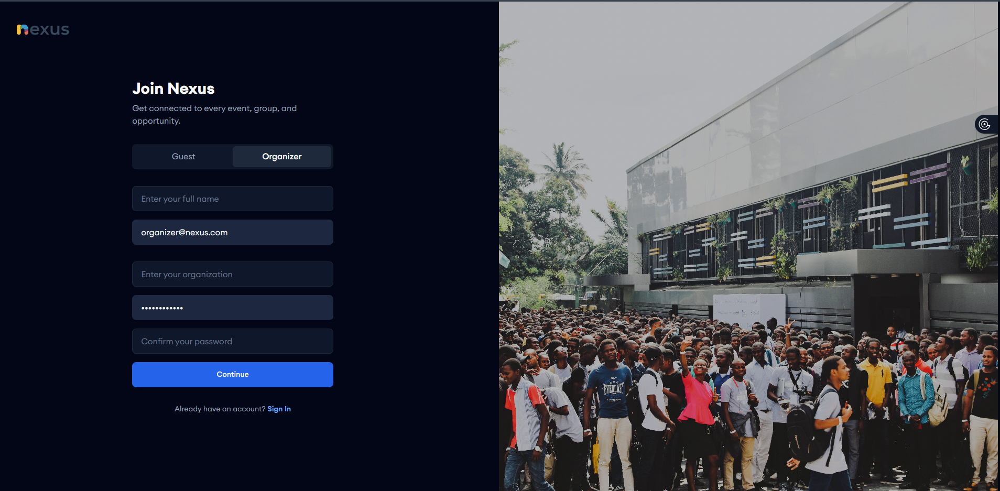 nexus
Join Nexus
Get connected to every event, group, and
opportunity.
Guest
Organizer
Enter your full name
organizer@nexus.com
Enter your organization
••••••••••••
Confirm your password
Continue
Already have an account? Sign In
EVERLAST